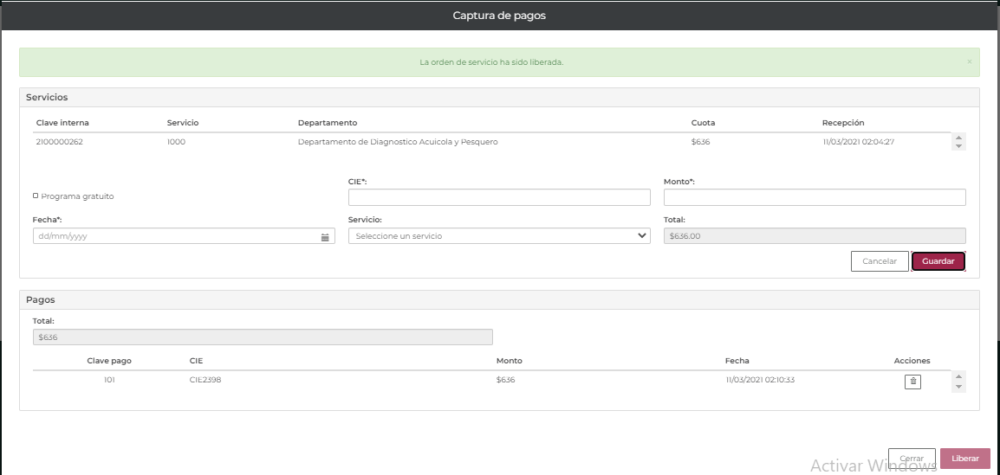 Captura de pagos
La orden de servicio ha sido liberada.
×
Servicios
Clave interna Servicio Departamento Cuota Recepción
2100000262 1000 Departamento de Diagnostico Acuicola y Pesquero $636 11/03/2021 02:04:27
CIE*: Monto*:
Programa gratuito
Fecha*: Servicio: Total:
dd/mm/yyyy Seleccione un servicio $636.00
Cancelar Guardar
Pagos
Total:
$636
Clave pago CIE Monto Fecha Acciones
101 CIE2398 $636 11/03/2021 02:10:33
Cerrar Liberar
Activar Windows